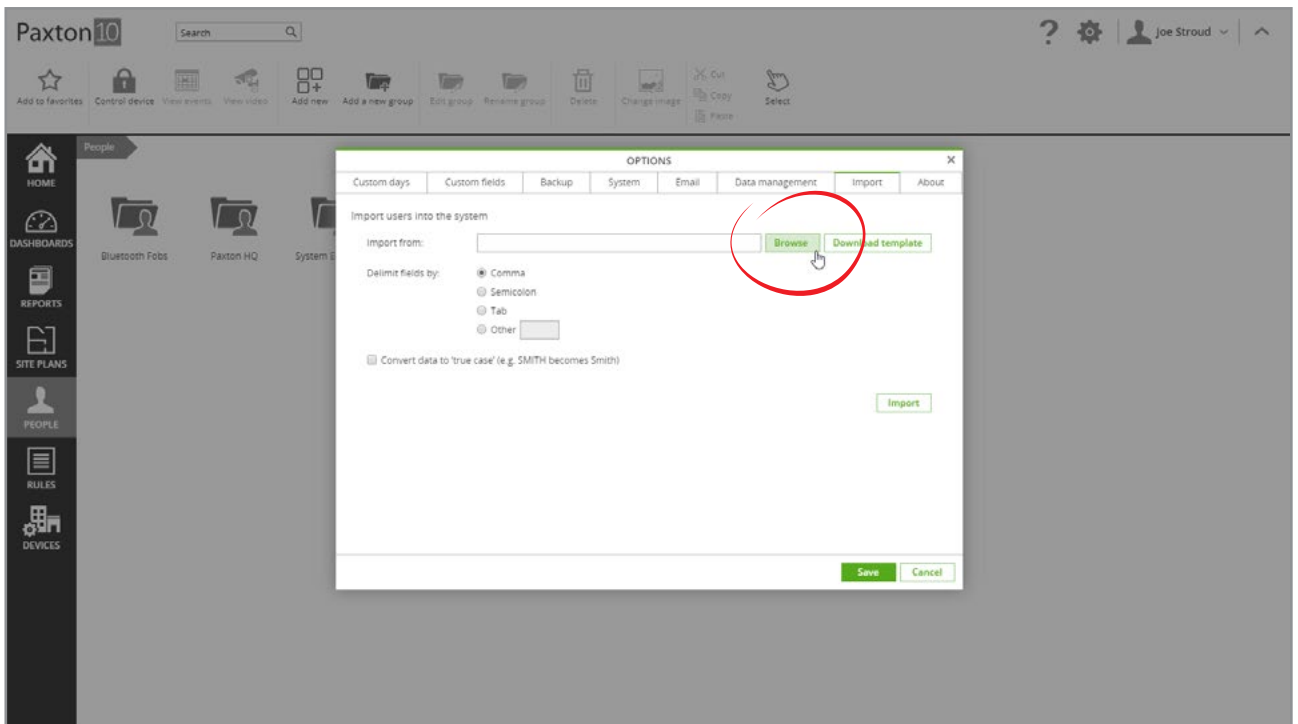 Paxton10
Search
? Joe Stroud
Add to favorites Control device View events View video Add new Add a new group Edit group Rename group Delete Change image Cut Copy Paste Select
People
HOME
DASHBOARDS
REPORTS
SITE PLANS
PEOPLE
RULES
DEVICES
Bluetooth Fobs Paxton HQ System E
OPTIONS ×
Custom days Custom fields Backup System Email Data management Import About
Import users into the system
Import from: Browse Download template
Delimit fields by: Comma
Semicolon
Tab
Other
Convert data to 'true case' (e.g. SMITH becomes Smith)
Import
Save Cancel